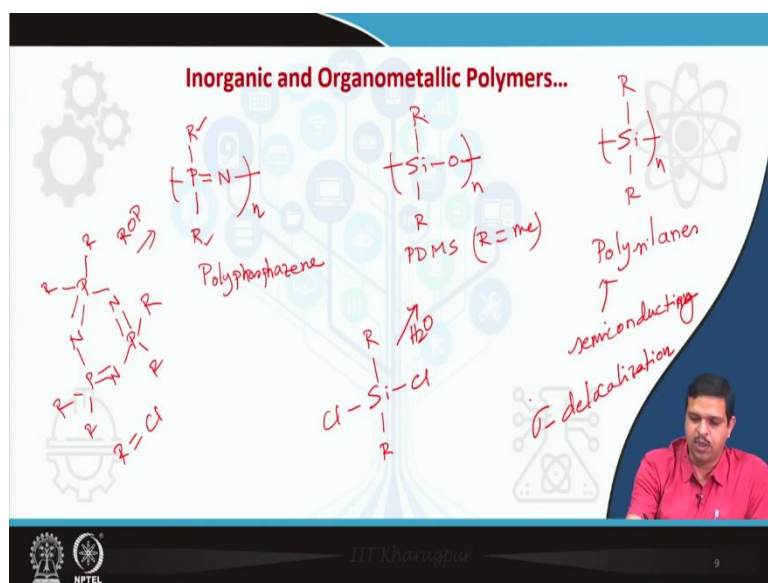 Inorganic and Organometallic Polymers...
R
P=N
n
R
Polyphosphazene
R
Si-O
n
R
PDMS (R = me)
R
Si
n
R
Polysilanes
semiconducting
σ-delocalization
ROP
R
R-P
N
N
R
P
R
R-P=N
R
R=Cl
H2O
R
Cl-Si-Cl
R
IIT Kharagpur
NPTEL
9